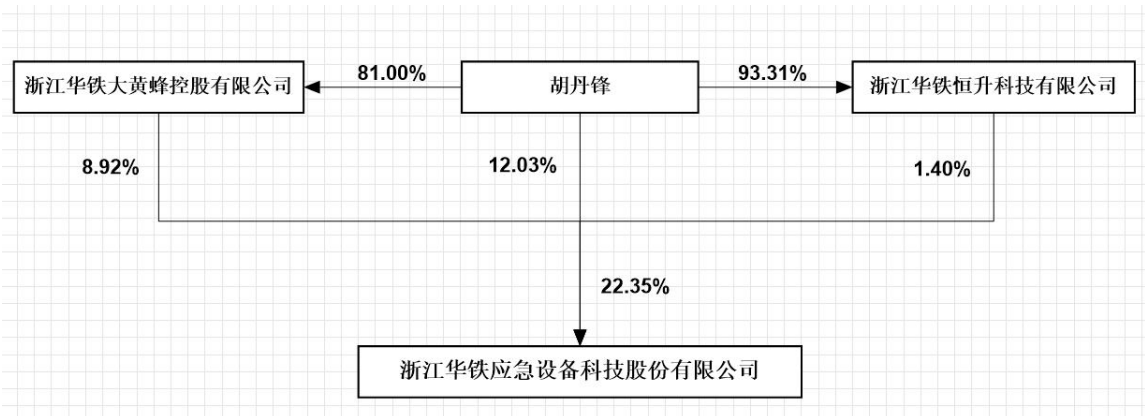 浙江华铁大黄蜂控股有限公司
81.00%
胡丹锋
93.31%
浙江华铁恒升科技有限公司
8.92%
12.03%
1.40%
22.35%
浙江华铁应急设备科技股份有限公司